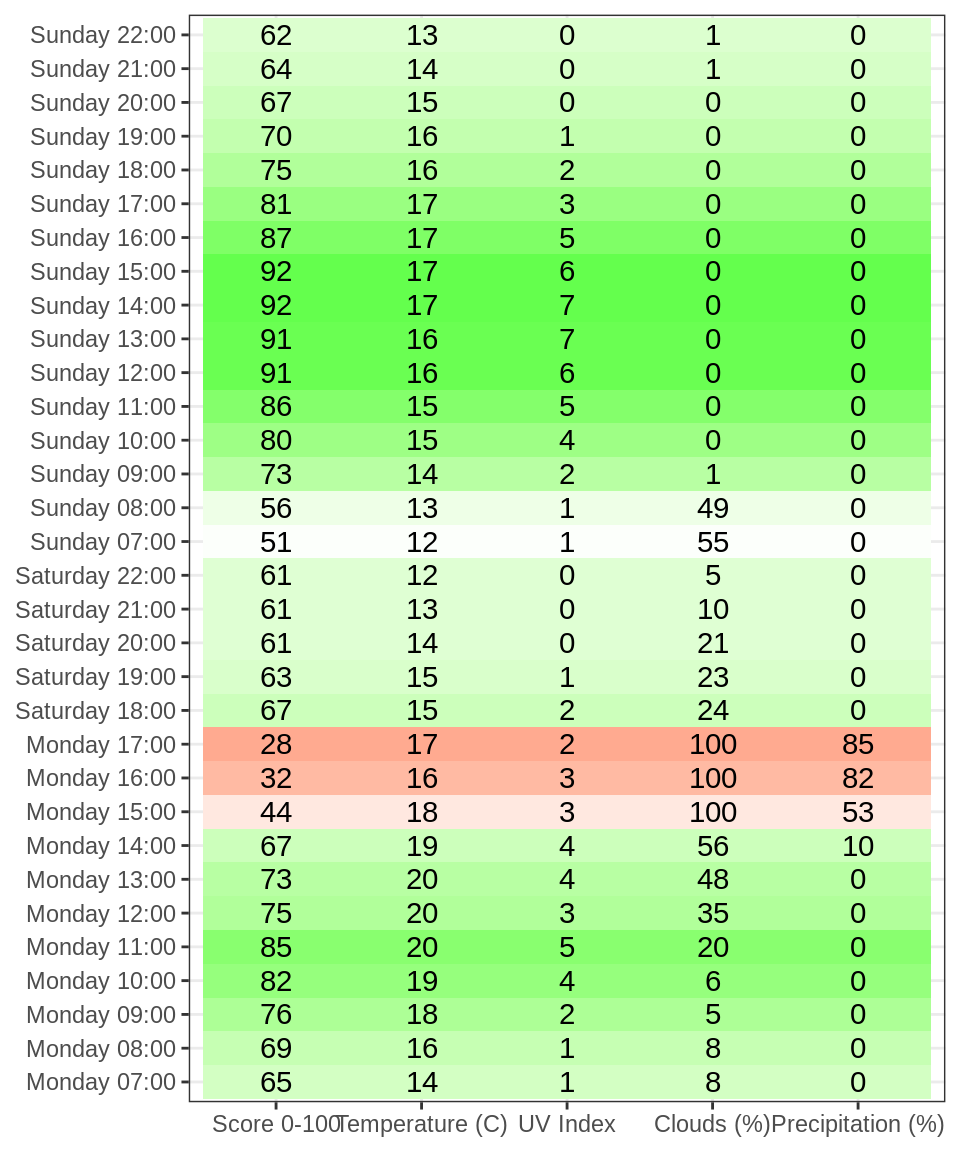 Sunday 22:00 62 13 0 1 0
Sunday 21:00 64 14 0 1 0
Sunday 20:00 67 15 0 0 0
Sunday 19:00 70 16 1 0 0
Sunday 18:00 75 16 2 0 0
Sunday 17:00 81 17 3 0 0
Sunday 16:00 87 17 5 0 0
Sunday 15:00 92 17 6 0 0
Sunday 14:00 92 17 7 0 0
Sunday 13:00 91 16 7 0 0
Sunday 12:00 91 16 6 0 0
Sunday 11:00 86 15 5 0 0
Sunday 10:00 80 15 4 0 0
Sunday 09:00 73 14 2 1 0
Sunday 08:00 56 13 1 49 0
Sunday 07:00 51 12 1 55 0
Saturday 22:00 61 12 0 5 0
Saturday 21:00 61 13 0 10 0
Saturday 20:00 61 14 0 21 0
Saturday 19:00 63 15 1 23 0
Saturday 18:00 67 15 2 24 0
Monday 17:00 28 17 2 100 85
Monday 16:00 32 16 3 100 82
Monday 15:00 44 18 3 100 53
Monday 14:00 67 19 4 56 10
Monday 13:00 73 20 4 48 0
Monday 12:00 75 20 3 35 0
Monday 11:00 85 20 5 20 0
Monday 10:00 82 19 4 6 0
Monday 09:00 76 18 2 5 0
Monday 08:00 69 16 1 8 0
Monday 07:00 65 14 1 8 0
Score 0-100 Temperature (C) UV Index Clouds (%) Precipitation (%)